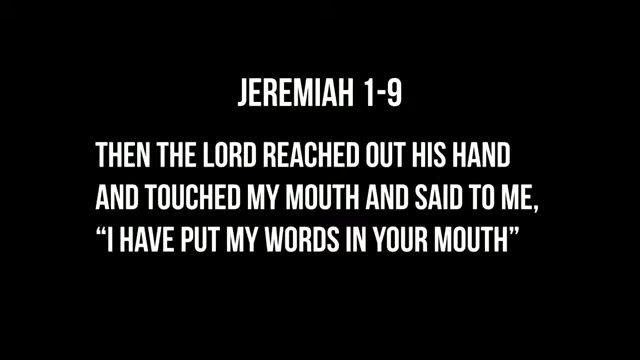 JEREMIAH 1-9
THEN THE LORD REACHED OUT HIS HAND
AND TOUCHED MY MOUTH AND SAID TO ME,
“I HAVE PUT MY WORDS IN YOUR MOUTH”